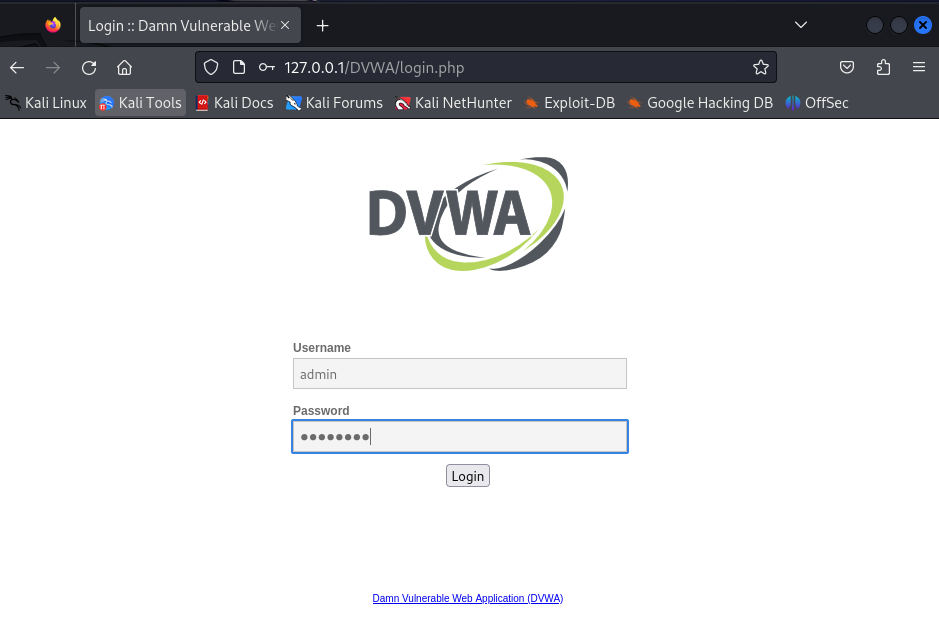 Login :: Damn Vulnerable We
127.0.0.1/DVWA/login.php
Kali Linux Kali Tools Kali Docs Kali Forums Kali NetHunter Exploit-DB Google Hacking DB OffSec
DVWA
Username
admin
Password
••••••••
Login
Damn Vulnerable Web Application (DVWA)